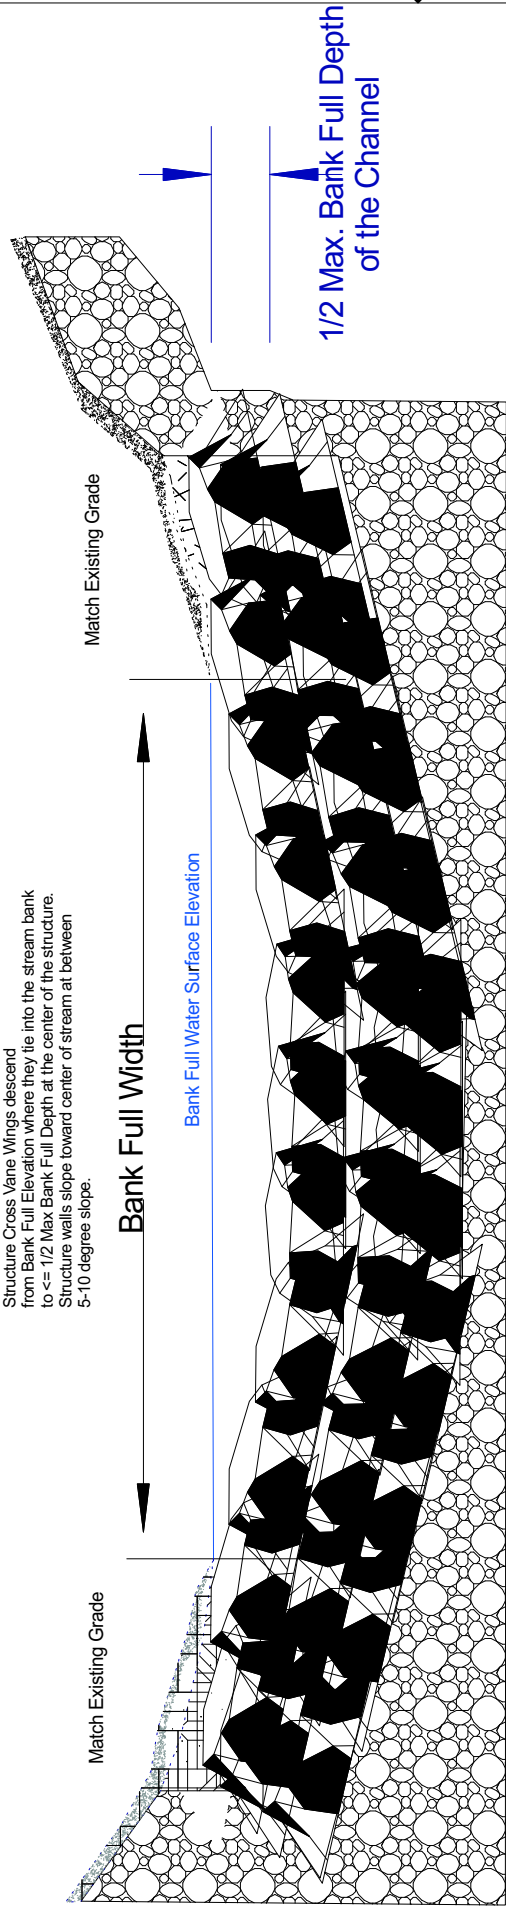 Structure Cross Vane Wings descend
from Bank Full Elevation where they tie into the stream bank
to <= 1/2 Max Bank Full Depth at the center of the structure.
Structure walls slope toward center of stream at between
5-10 degree slope.
Match Existing Grade
Bank Full Width
Match Existing Grade
Bank Full Water Surface Elevation
1/2 Max. Bank Full Depth
of the Channel